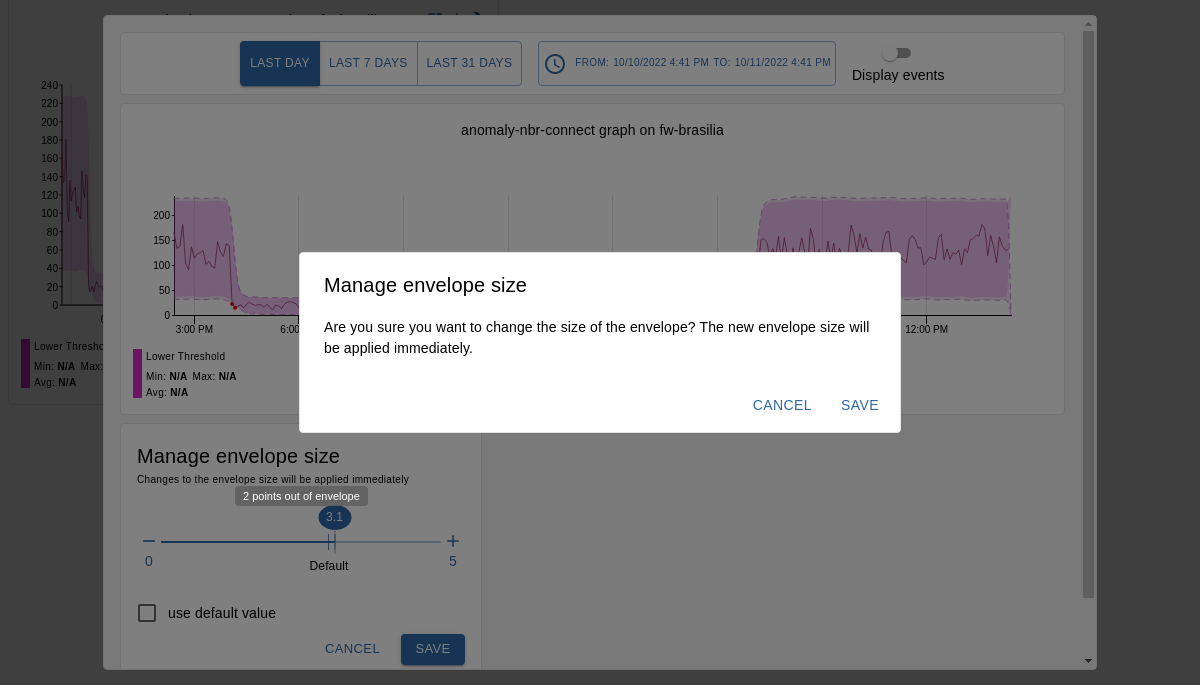 LAST DAY
LAST 7 DAYS
LAST 31 DAYS
FROM: 10/10/2022 4:41 PM TO: 10/11/2022 4:41 PM
Display events
anomaly-nbr-connect graph on fw-brasilia
240
220
200
180
160
140
120
100
80
60
40
20
0
Lower Thresho
Min: N/A Max:
Avg: N/A
200
150
100
50
0
3:00 PM
6:00
12:00 PM
Lower Threshold
Min: N/A Max: N/A
Avg: N/A
Manage envelope size
Are you sure you want to change the size of the envelope? The new envelope size will
be applied immediately.
CANCEL
SAVE
Manage envelope size
Changes to the envelope size will be applied immediately
2 points out of envelope
3.1
0
5
Default
use default value
CANCEL
SAVE